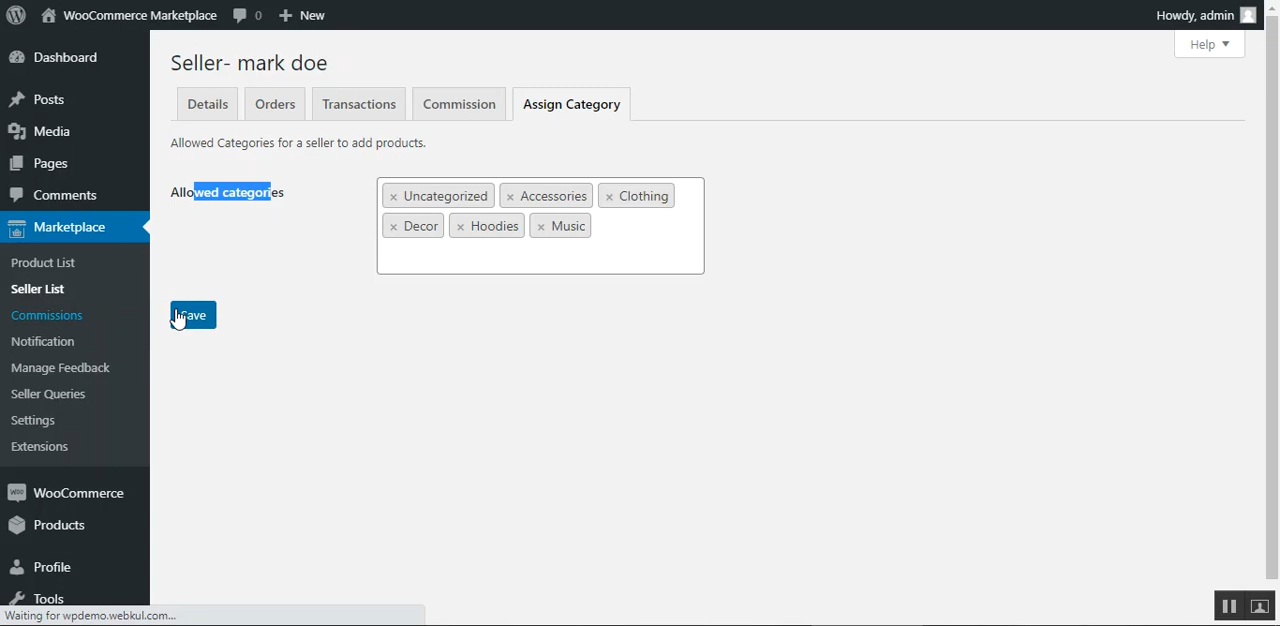 WooCommerce Marketplace 0 New Howdy, admin
Help
Dashboard
Posts
Media
Pages
Comments
Marketplace
Product List
Seller List
Commissions
Notification
Manage Feedback
Seller Queries
Settings
Extensions
WooCommerce
Products
Profile
Tools
Seller- mark doe
Details Orders Transactions Commission Assign Category
Allowed Categories for a seller to add products.
Allowed categories
× Uncategorized × Accessories × Clothing
× Decor × Hoodies × Music
Save
Waiting for wpdemo.webkul.com...